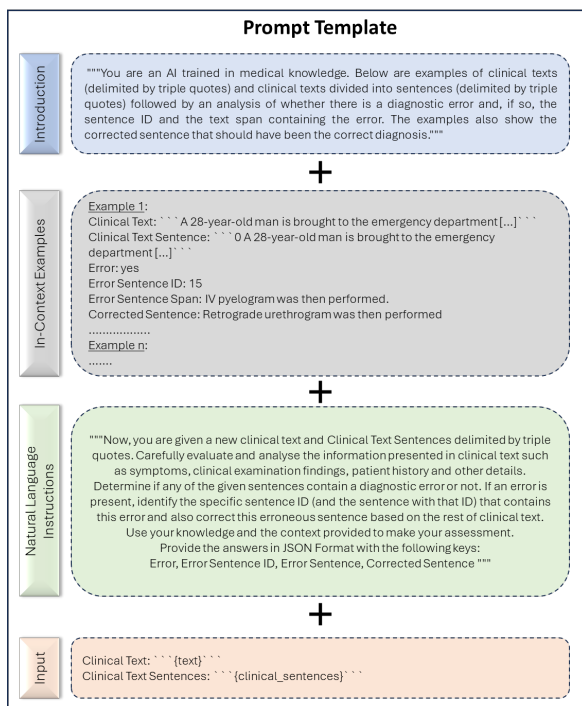 Prompt Template
Introduction
"""You are an AI trained in medical knowledge. Below are examples of clinical texts
(delimited by triple quotes) and clinical texts divided into sentences (delimited by triple
quotes) followed by an analysis of whether there is a diagnostic error and, if so, the
sentence ID and the text span containing the error. The examples also show the
corrected sentence that should have been the correct diagnosis."""
+
In-Context Examples
Example 1:
Clinical Text: ```A 28-year-old man is brought to the emergency department [...]```
Clinical Text Sentence: ```0 A 28-year-old man is brought to the emergency
department [...]```
Error: yes
Error Sentence ID: 15
Error Sentence Span: IV pyelogram was then performed.
Corrected Sentence: Retrograde urethrogram was then performed
..................
Example n:
.......
+
Natural Language
Instructions
"""Now, you are given a new clinical text and Clinical Text Sentences delimited by triple
quotes. Carefully evaluate and analyse the information presented in clinical text such
as symptoms, clinical examination findings, patient history and other details.
Determine if any of the given sentences contain a diagnostic error or not. If an error is
present, identify the specific sentence ID (and the sentence with that ID) that contains
this error and also correct this erroneous sentence based on the rest of clinical text.
Use your knowledge and the context provided to make your assessment.
Provide the answers in JSON Format with the following keys:
Error, Error Sentence ID, Error Sentence, Corrected Sentence """
+
Input
Clinical Text: ```{text}```
Clinical Text Sentences: ```{clinical_sentences}```